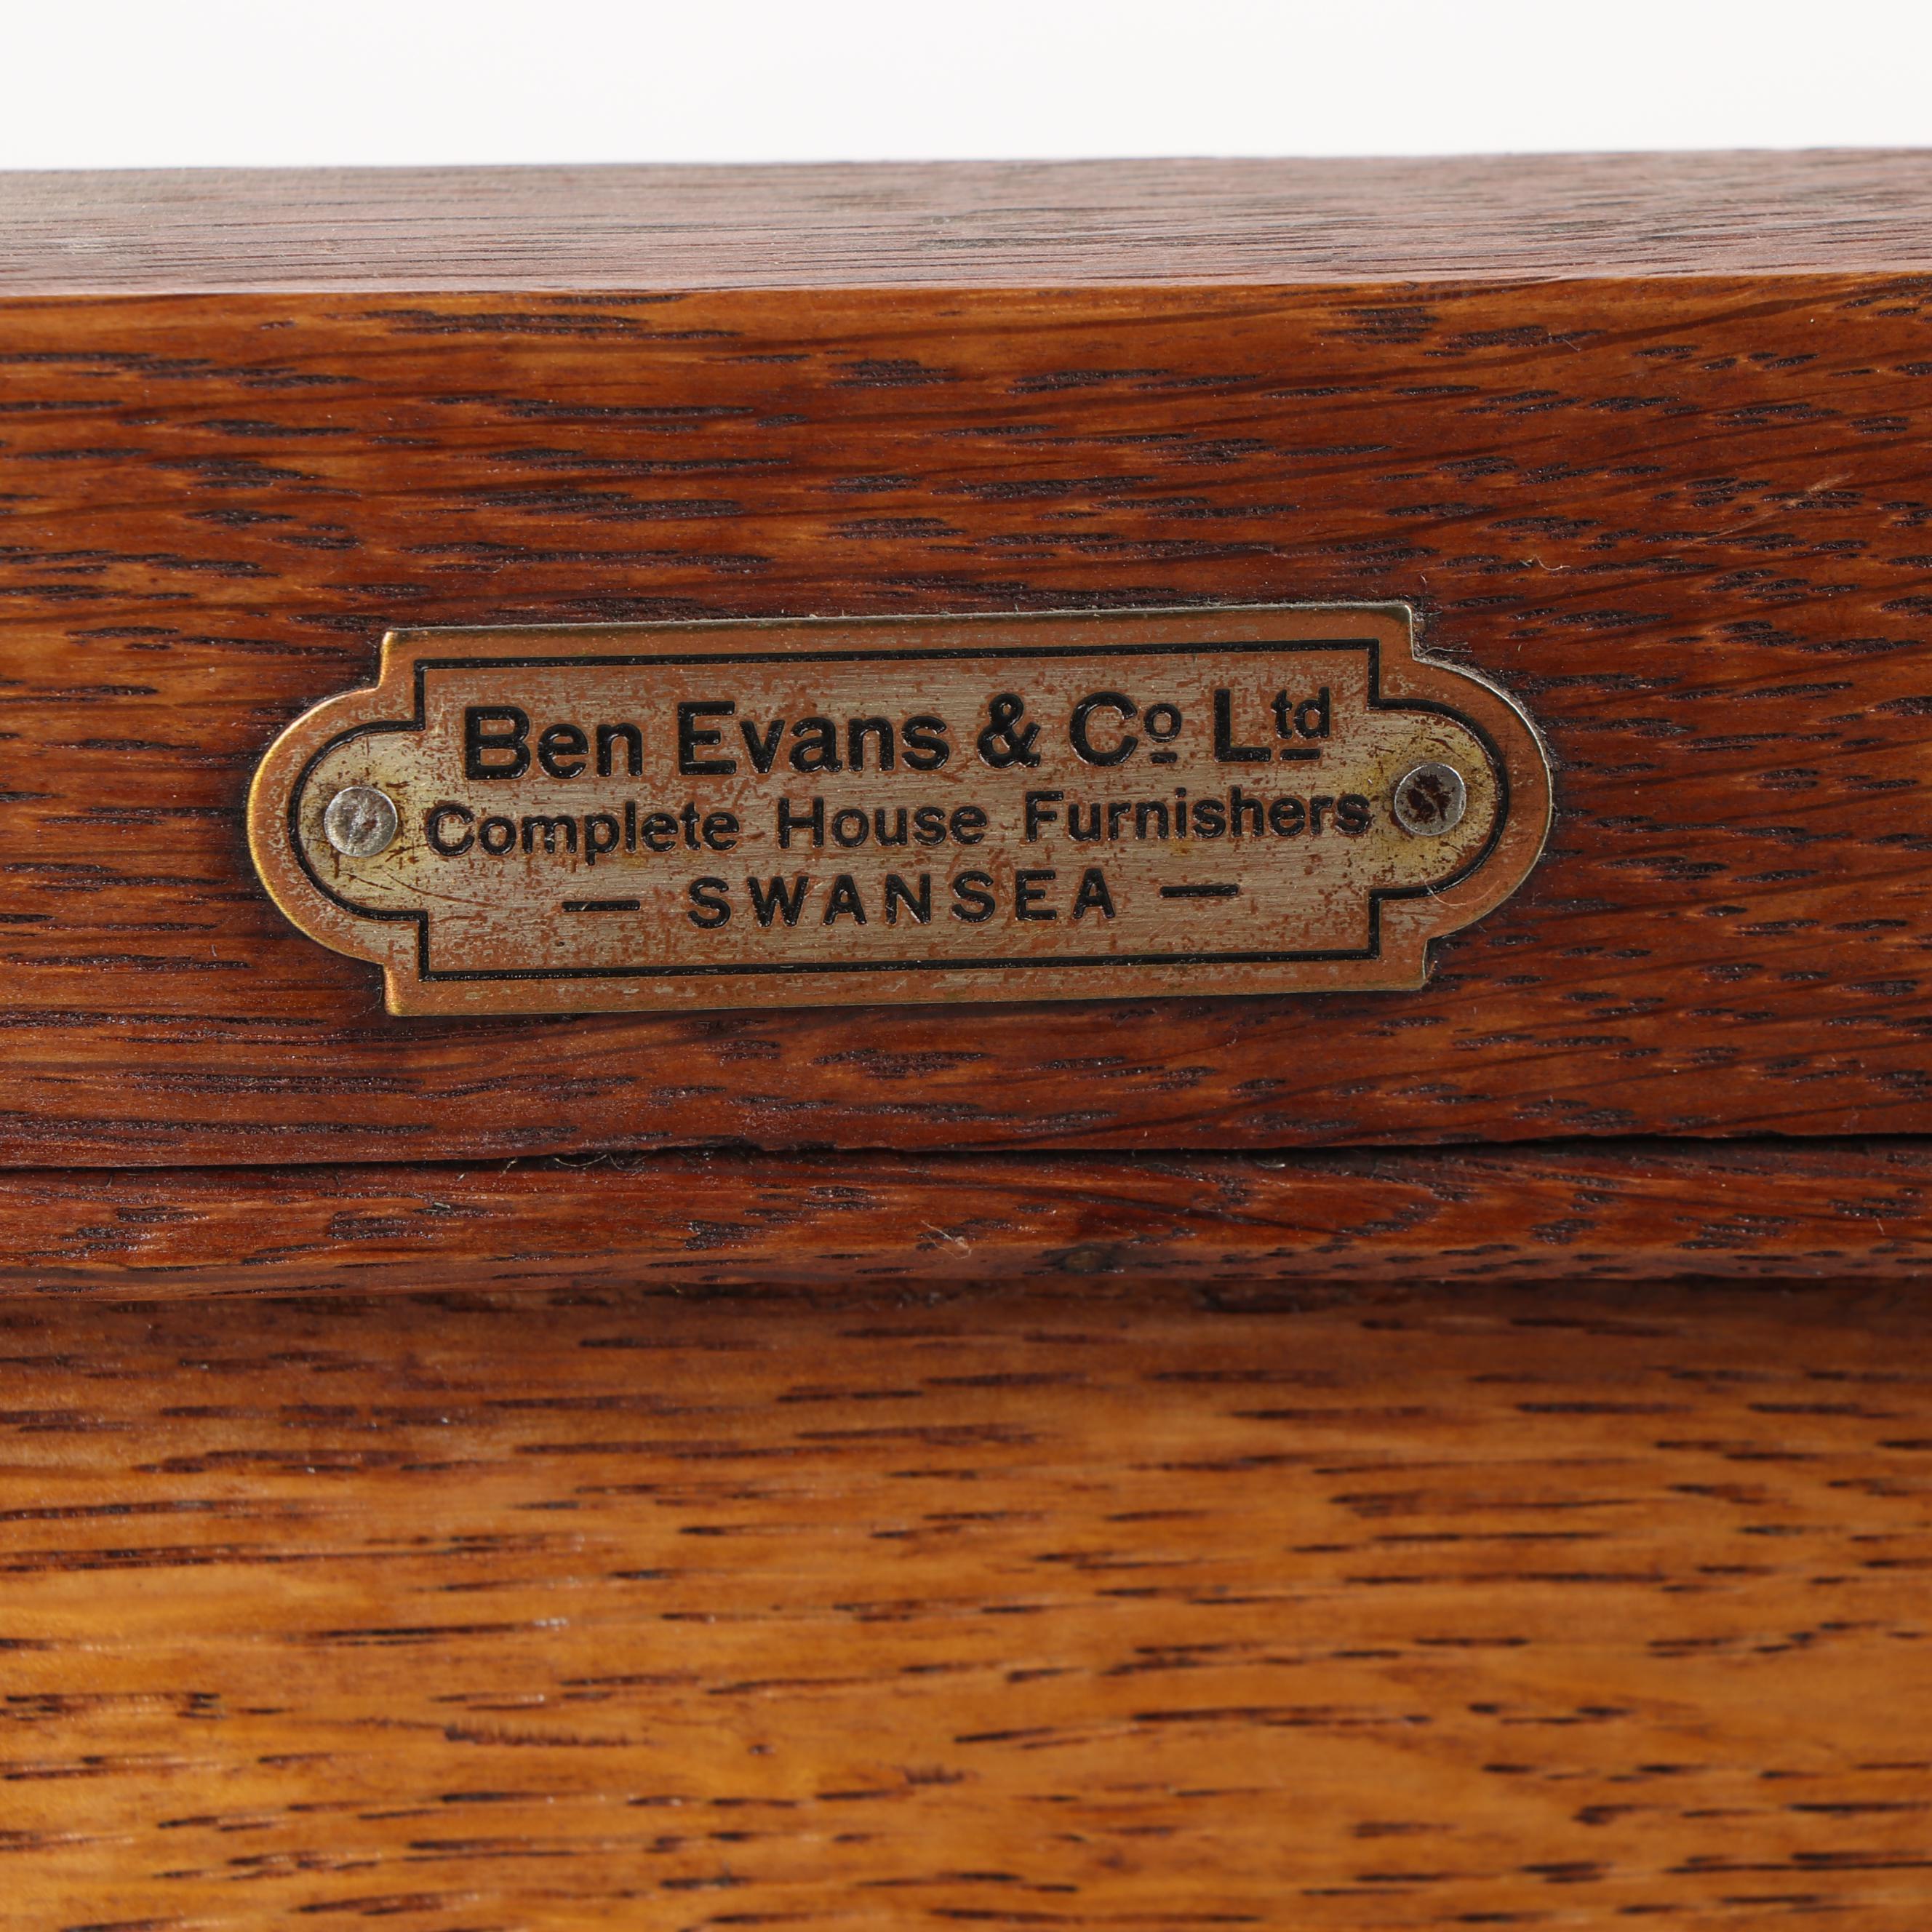 Ben Evans & Co Ltd
Complete House Furnishers
— SWANSEA —